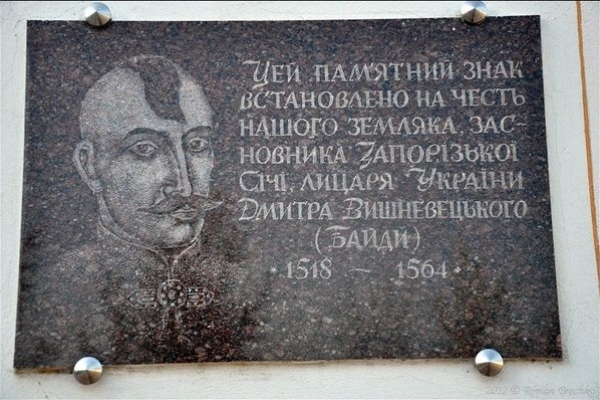 Цей пам'ятний знак
встановлено на честь
нашого земляка, зас-
новника Запорізької
Січі, лицаря України
Дмитра Вишневецького
(Байди)
· 1518 — 1564 ·
2012 © Roman Brechko